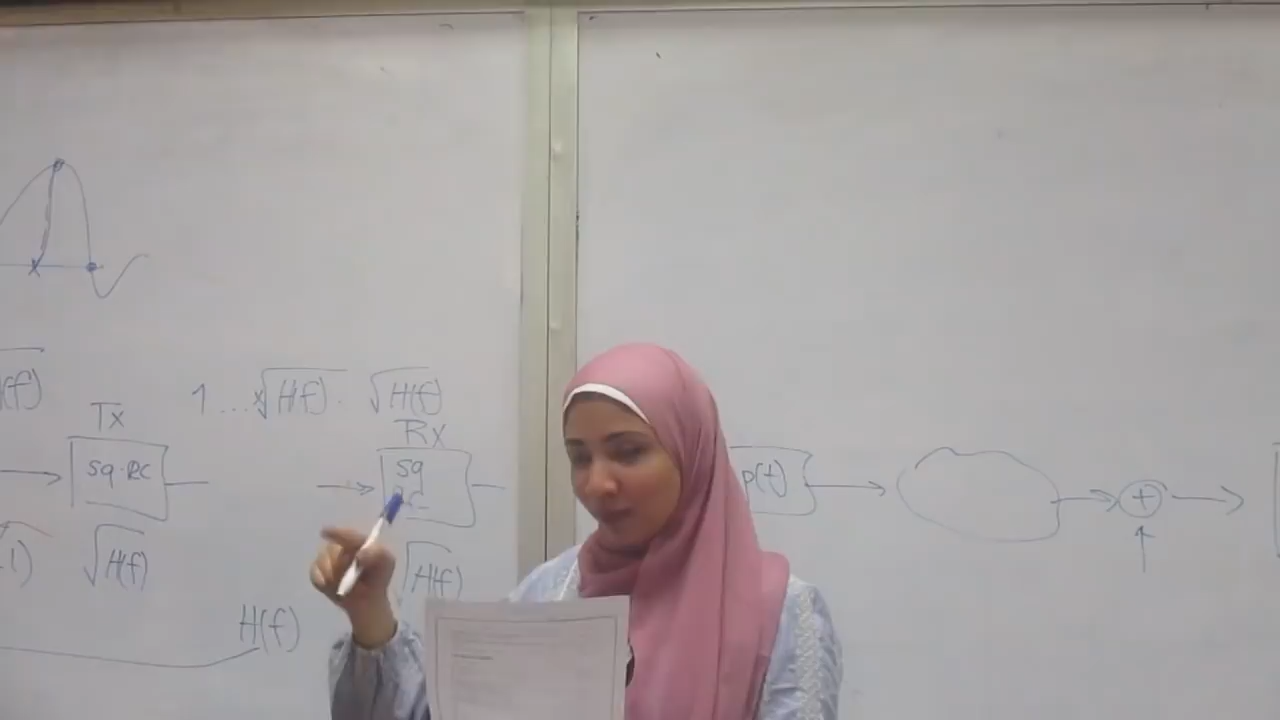 √H(f)
Tx
Rx
1 ... x√H(f) . √H(f)
sq.RC
sq
p(t)
+
√H(f)
√H(f)
H(f)